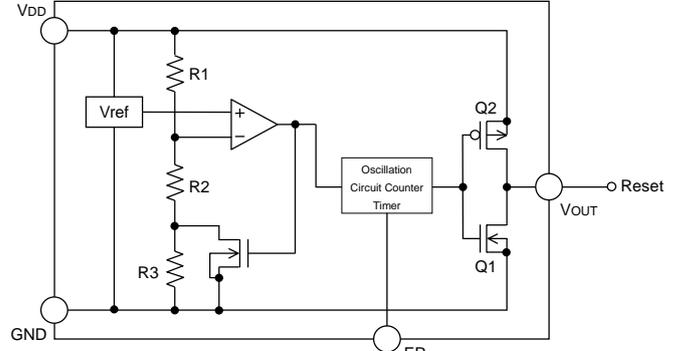 VDD
R1
Vref
+
−
Q2
R2
Oscillation
Circuit Counter
Timer
Reset
VOUT
R3
Q1
GND